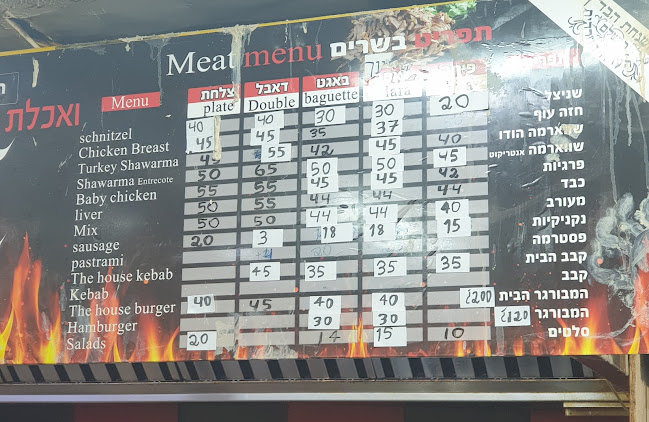 Meat menu תפריט בשרים
ואכלת
Menu
צלחת דאבל באגט
plate Double baguette lafa
20
schnitzel 40 40 30 30 שניצל
Chicken Breast 45 45 35 37 חזה עוף
Turkey Shawarma 45 55 42 45 40 שווארמה הודו
Shawarma Entrecote 50 65 50 50 45 שווארמה אנטריקוט
Baby chicken 55 55 45 45 42 פרגיות
liver 50 55 44 44 44 כבד
Mix 50 50 44 44 40 מעורב
sausage 20 3 18 18 15 נקניקיות
pastrami פסטרמה
The house kebab 45 35 35 35 קבב הבית
Kebab קבב
The house burger 40 45 40 40 200 המבורגר הבית
Hamburger 30 30 120 המבורגר
Salads 20 14 15 10 סלטים